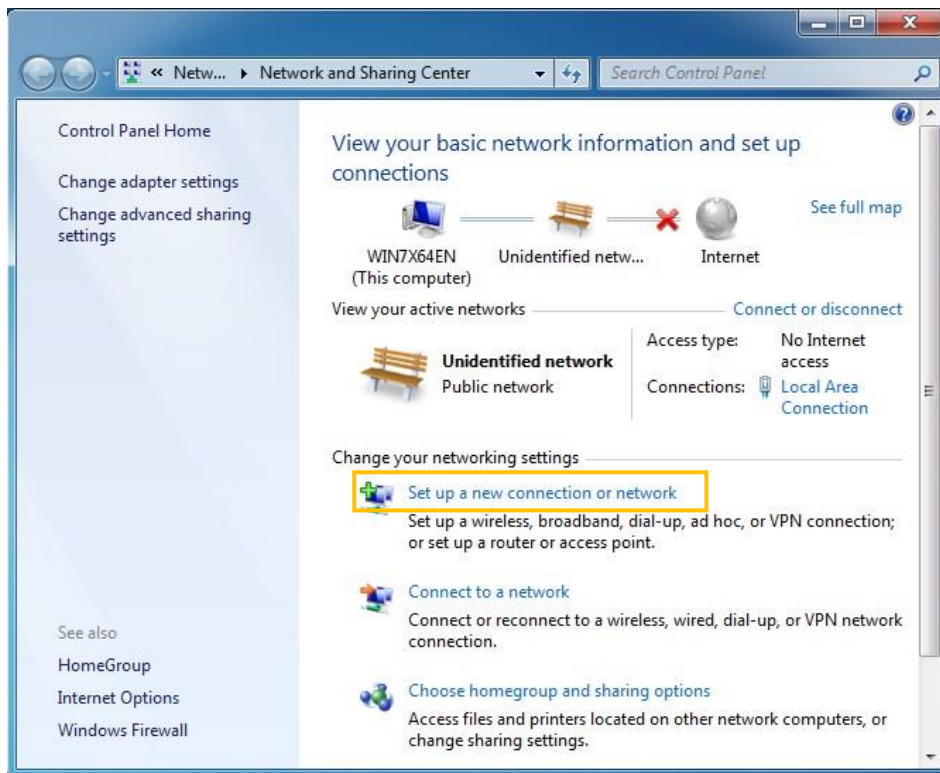 « Netw... ▸ Network and Sharing Center
Search Control Panel
Control Panel Home
Change adapter settings
Change advanced sharing
settings
See also
HomeGroup
Internet Options
Windows Firewall
View your basic network information and set up
connections
See full map
WIN7X64EN
(This computer)
Unidentified netw...
Internet
View your active networks
Connect or disconnect
Unidentified network
Public network
Access type:
No Internet
access
Connections:
Local Area
Connection
Change your networking settings
Set up a new connection or network
Set up a wireless, broadband, dial-up, ad hoc, or VPN connection;
or set up a router or access point.
Connect to a network
Connect or reconnect to a wireless, wired, dial-up, or VPN network
connection.
Choose homegroup and sharing options
Access files and printers located on other network computers, or
change sharing settings.